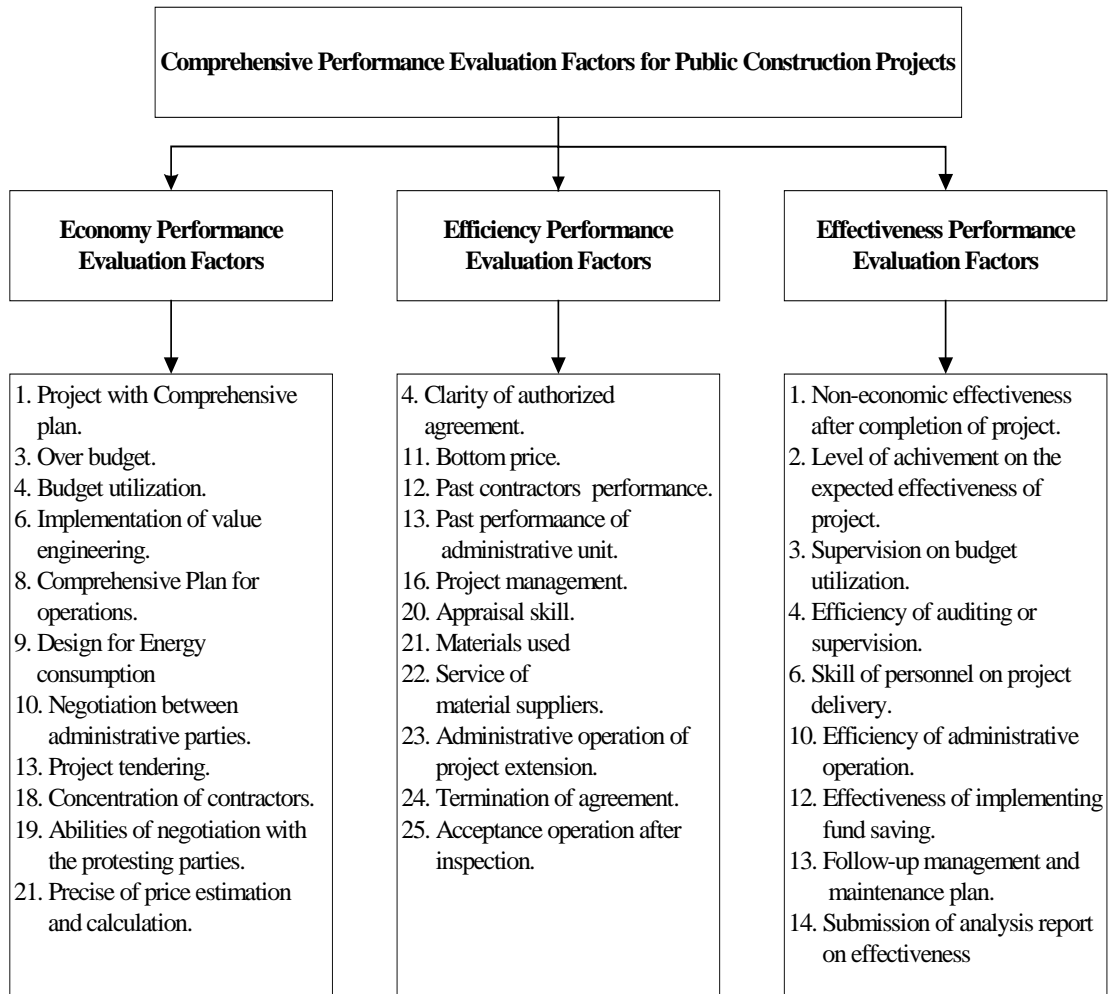 Comprehensive Performance Evaluation Factors for Public Construction Projects
Economy Performance
Evaluation Factors
Efficiency Performance
Evaluation Factors
Effectiveness Performance
Evaluation Factors
1. Project with Comprehensive
plan.
3. Over budget.
4. Budget utilization.
6. Implementation of value
engineering.
8. Comprehensive Plan for
operations.
9. Design for Energy
consumption
10. Negotiation between
administrative parties.
13. Project tendering.
18. Concentration of contractors.
19. Abilities of negotiation with
the protesting parties.
21. Precise of price estimation
and calculation.
4. Clarity of authorized
agreement.
11. Bottom price.
12. Past contractors performance.
13. Past performaance of
administrative unit.
16. Project management.
20. Appraisal skill.
21. Materials used
22. Service of
material suppliers.
23. Administrative operation of
project extension.
24. Termination of agreement.
25. Acceptance operation after
inspection.
1. Non-economic effectiveness
after completion of project.
2. Level of achivement on the
expected effectiveness of
project.
3. Supervision on budget
utilization.
4. Efficiency of auditing or
supervision.
6. Skill of personnel on project
delivery.
10. Efficiency of administrative
operation.
12. Effectiveness of implementing
fund saving.
13. Follow-up management and
maintenance plan.
14. Submission of analysis report
on effectiveness